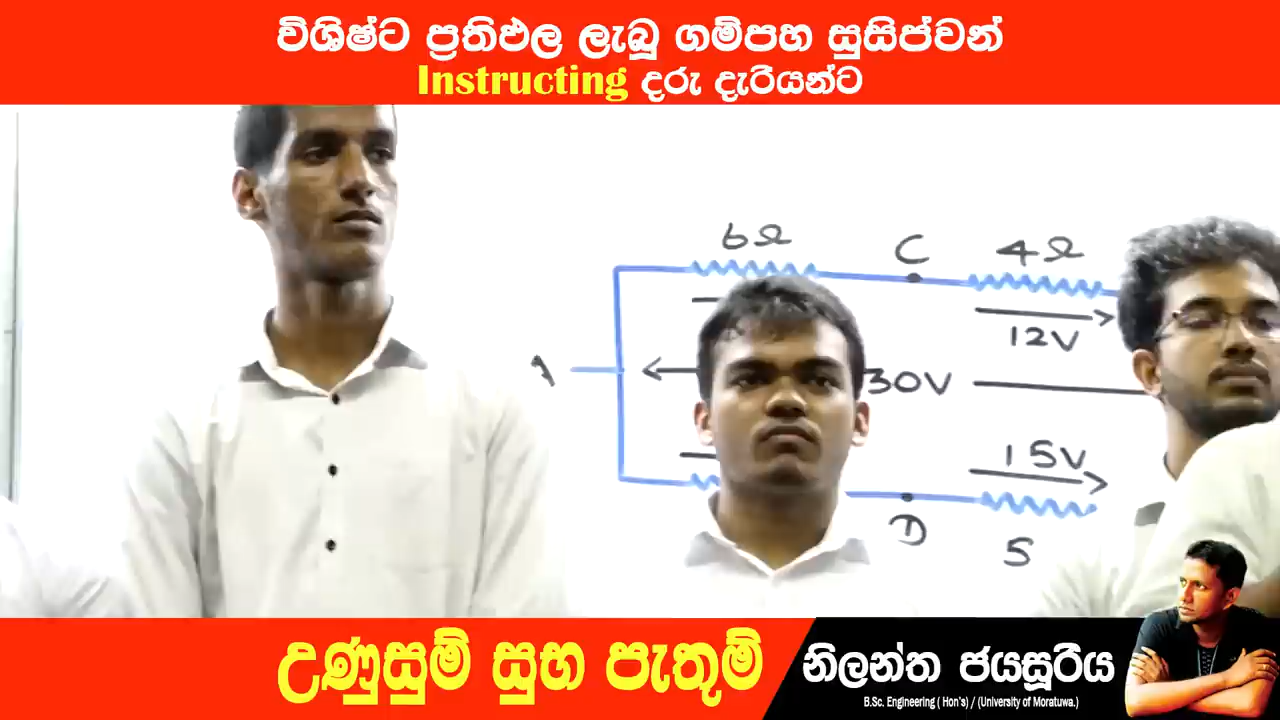 විශිෂ්ට ප්‍රතිඵල ලැබූ ගම්පහ සුසිප්වන්
Instructing දරු දැරියන්ට
6Ω C 4Ω
12V
A 30V
15V
D 5
උණුසුම් සුභ පැතුම්
නිලන්ත ජයසූරිය
B.Sc. Engineering ( Hon's) / (University of Moratuwa.)